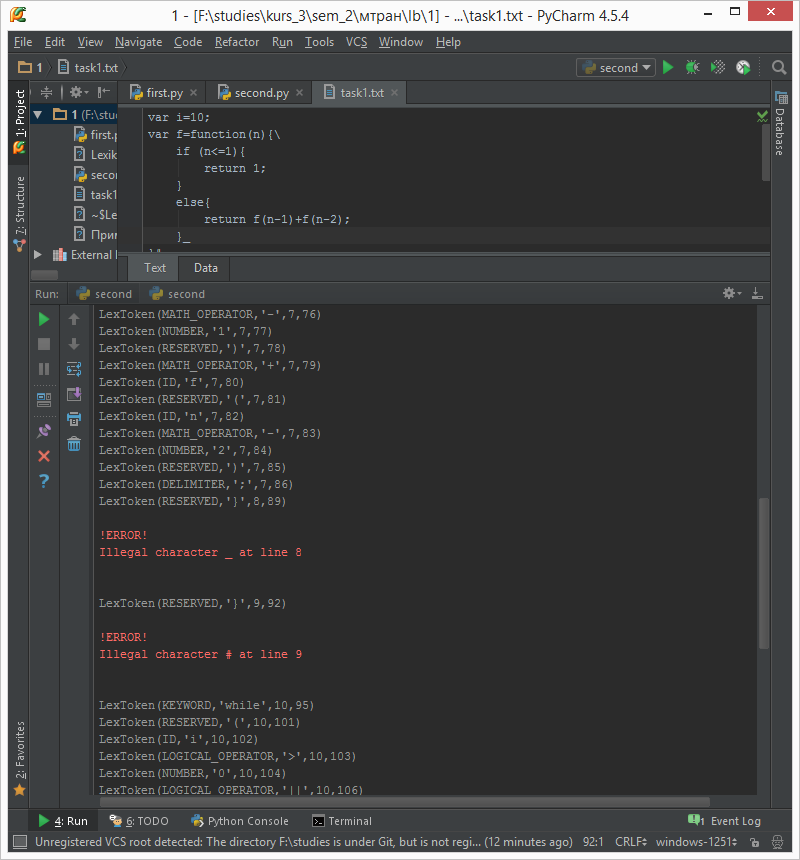 1 - [F:\studies\kurs_3\sem_2\мтран\lb\1] - ...\task1.txt - PyCharm 4.5.4
File Edit View Navigate Code Refactor Run Tools VCS Window Help
1 task1.txt second
1: Project
7: Structure
2: Favorites
Database
first.py second.py task1.txt
1 (F:\stu
first.p
Lexik
seco
task1
~$Le
При
External
var i=10;
var f=function(n){\
if (n<=1){
return 1;
}
else{
return f(n-1)+f(n-2);
}_
Text Data
Run: second second
LexToken(MATH_OPERATOR,'-',7,76)
LexToken(NUMBER,'1',7,77)
LexToken(RESERVED,')',7,78)
LexToken(MATH_OPERATOR,'+',7,79)
LexToken(ID,'f',7,80)
LexToken(RESERVED,'(',7,81)
LexToken(ID,'n',7,82)
LexToken(MATH_OPERATOR,'-',7,83)
LexToken(NUMBER,'2',7,84)
LexToken(RESERVED,')',7,85)
LexToken(DELIMITER,';',7,86)
LexToken(RESERVED,'}',8,89)
!ERROR!
Illegal character _ at line 8
LexToken(RESERVED,'}',9,92)
!ERROR!
Illegal character # at line 9
LexToken(KEYWORD,'while',10,95)
LexToken(RESERVED,'(',10,101)
LexToken(ID,'i',10,102)
LexToken(LOGICAL_OPERATOR,'>',10,103)
LexToken(NUMBER,'0',10,104)
LexToken(LOGICAL_OPERATOR,'||',10,106)
4: Run 6: TODO Python Console Terminal 1 Event Log
Unregistered VCS root detected: The directory F:\studies is under Git, but is not regi... (12 minutes ago) 92:1 CRLF windows-1251